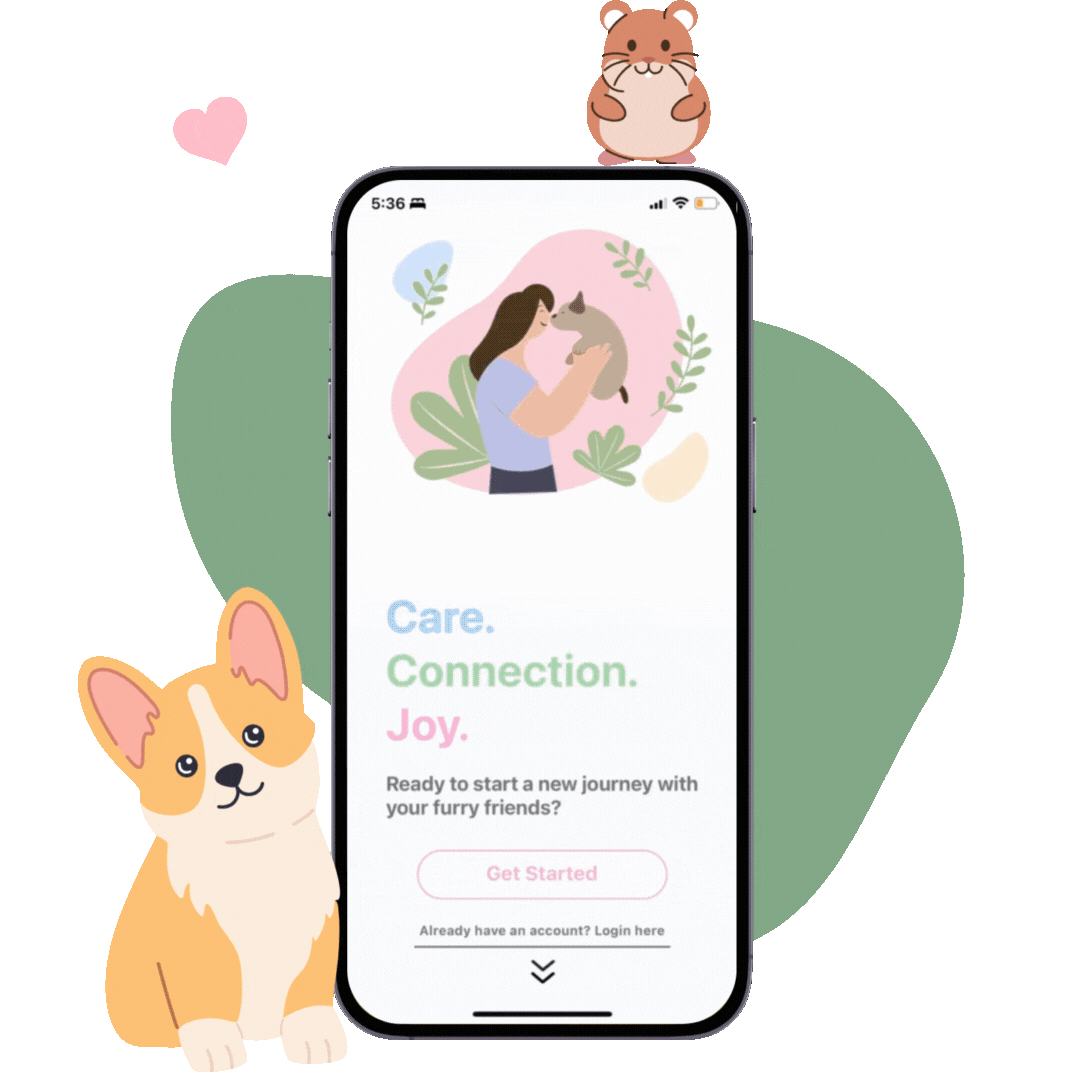 5:36
Care.
Connection.
Joy.
Ready to start a new journey with
your furry friends?
Get Started
Already have an account? Login here